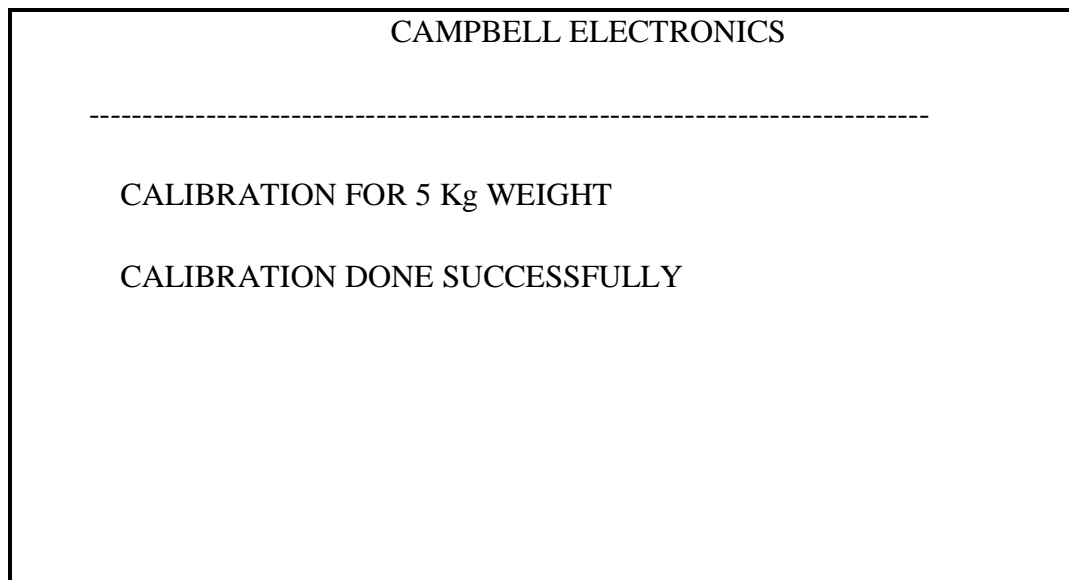 CAMPBELL ELECTRONICS
--------------------------------------------------------------------------------
CALIBRATION FOR 5 Kg WEIGHT
CALIBRATION DONE SUCCESSFULLY